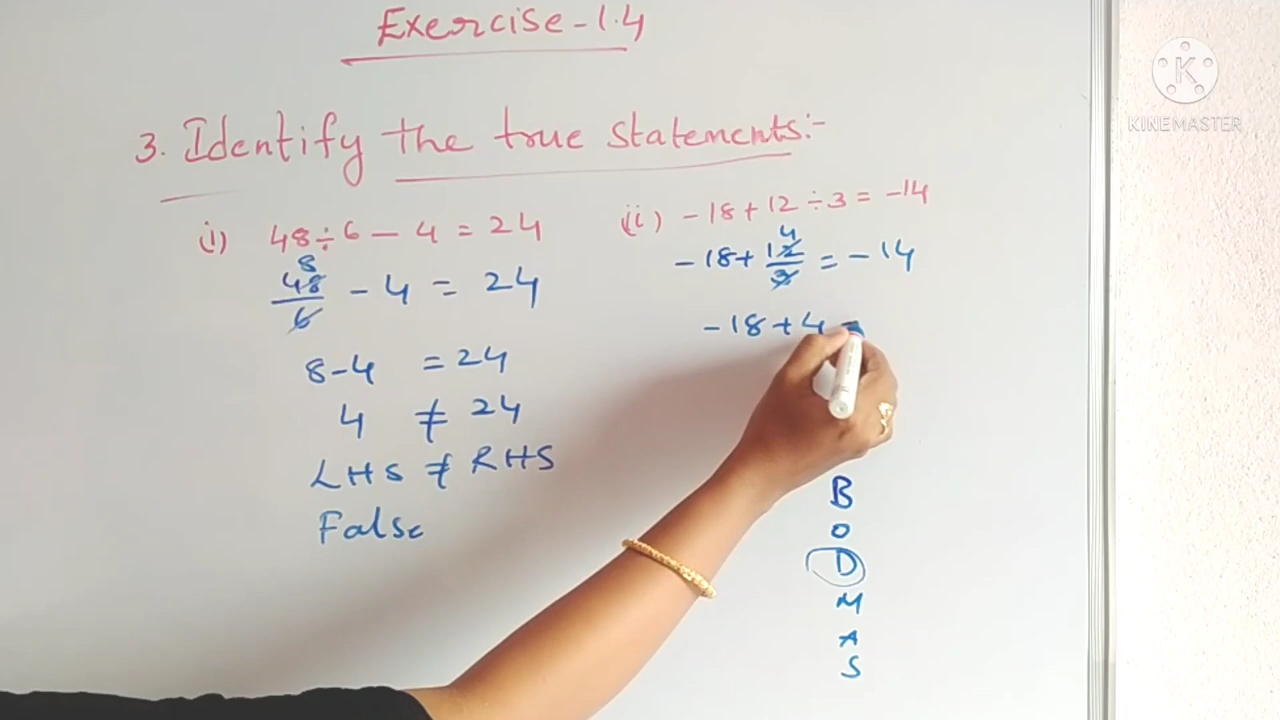 Exercise-1.4
K
KINEMASTER
3. Identify the true statements:-
(i) 48÷6-4=24
48/6 8 -4=24
8-4 =24
4 ≠ 24
LHS ≠ RHS
False
(ii) -18+12÷3=-14
-18+12/3 4 =-14
-18+4=
B
O
D
M
A
S